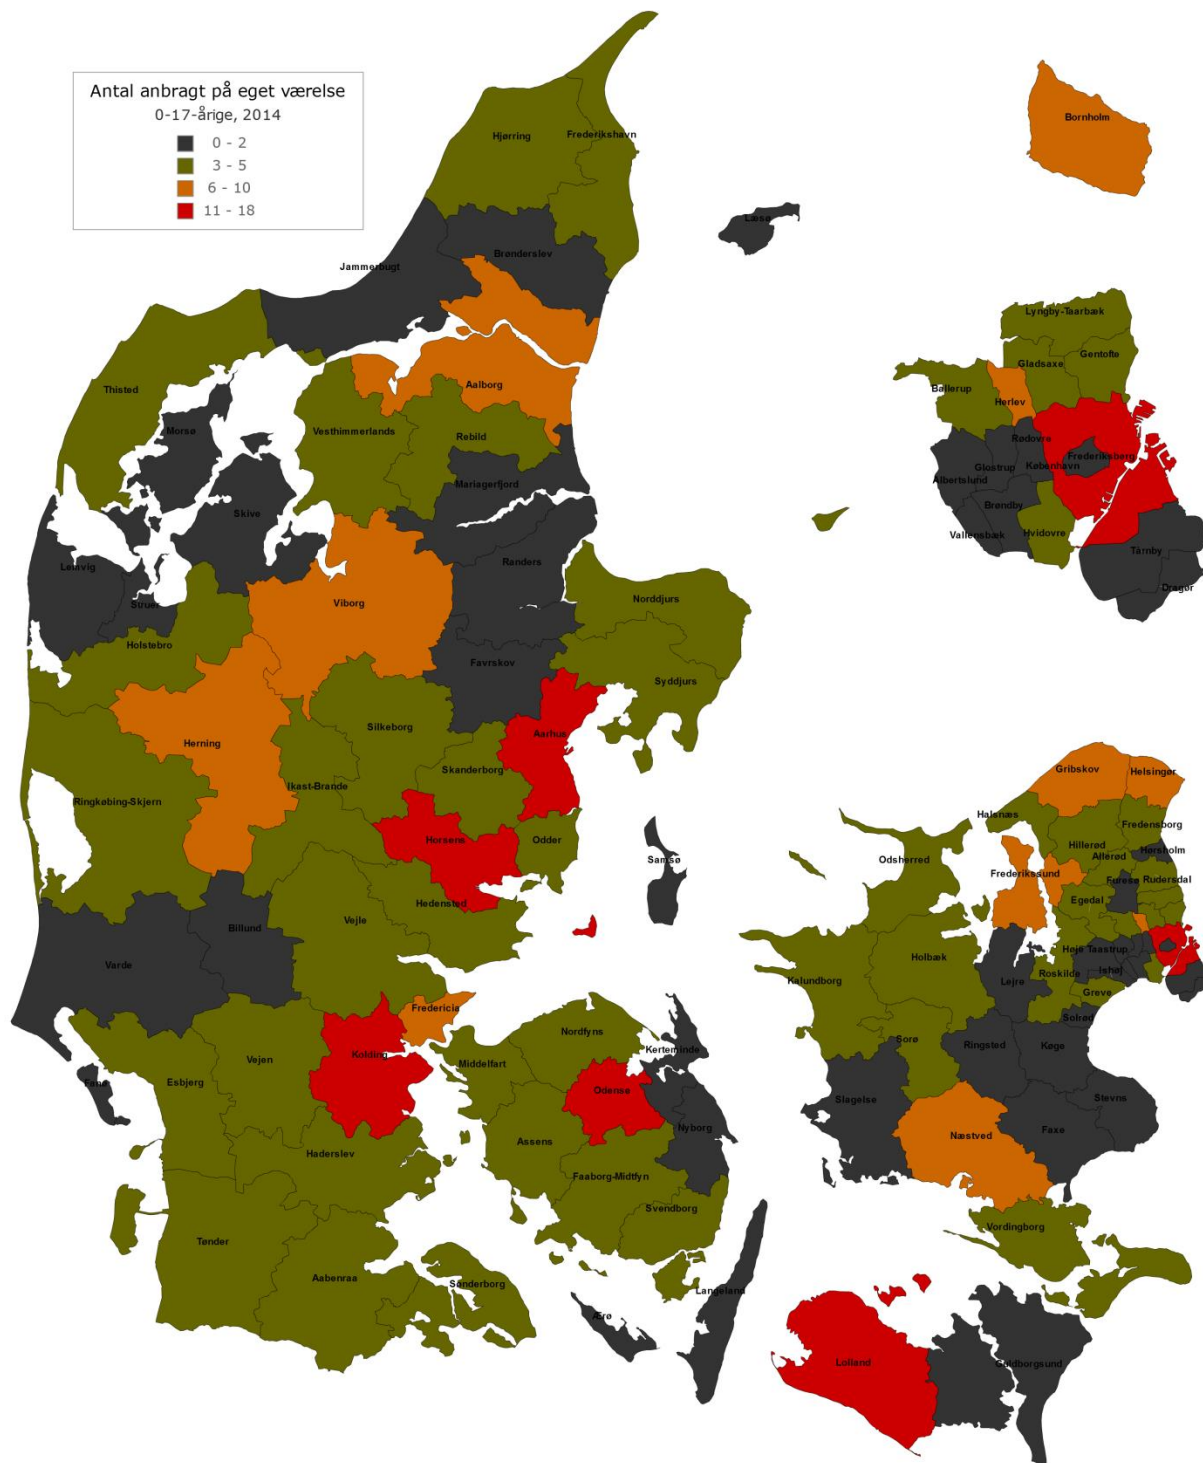 Antal anbragt på eget værelse
0-17-årige, 2014
0 - 2
3 - 5
6 - 10
11 - 18
Hjørring
Frederikshavn
Bornholm
Læsø
Brønderslev
Jammerbugt
Thisted
Aalborg
Morsø
Vesthimmerlands
Rebild
Mariagerfjord
Skive
Lemvig
Struer
Viborg
Randers
Norddjurs
Holstebro
Favrskov
Syddjurs
Silkeborg
Aarhus
Herning
Skanderborg
Ikast-Brande
Ringkøbing-Skjern
Horsens
Odder
Samsø
Hedensted
Vejle
Billund
Varde
Fredericia
Kolding
Vejen
Esbjerg
Fanø
Haderslev
Tønder
Aabenraa
Sønderborg
Nordfyns
Middelfart
Kerteminde
Odense
Assens
Nyborg
Faaborg-Midtfyn
Svendborg
Langeland
Ærø
Lyngby-Taarbæk
Gentofte
Gladsaxe
Ballerup
Herlev
Rødovre
Frederiksberg
Glostrup
København
Albertslund
Brøndby
Vallensbæk
Hvidovre
Tårnby
Dragør
Gribskov
Helsingør
Halsnæs
Fredensborg
Hillerød
Hørsholm
Allerød
Odsherred
Frederikssund
Furesø
Rudersdal
Egedal
Høje Taastrup
Holbæk
Kalundborg
Roskilde
Ishøj
Lejre
Greve
Solrød
Sorø
Ringsted
Køge
Slagelse
Stevns
Næstved
Faxe
Vordingborg
Lolland
Guldborgsund